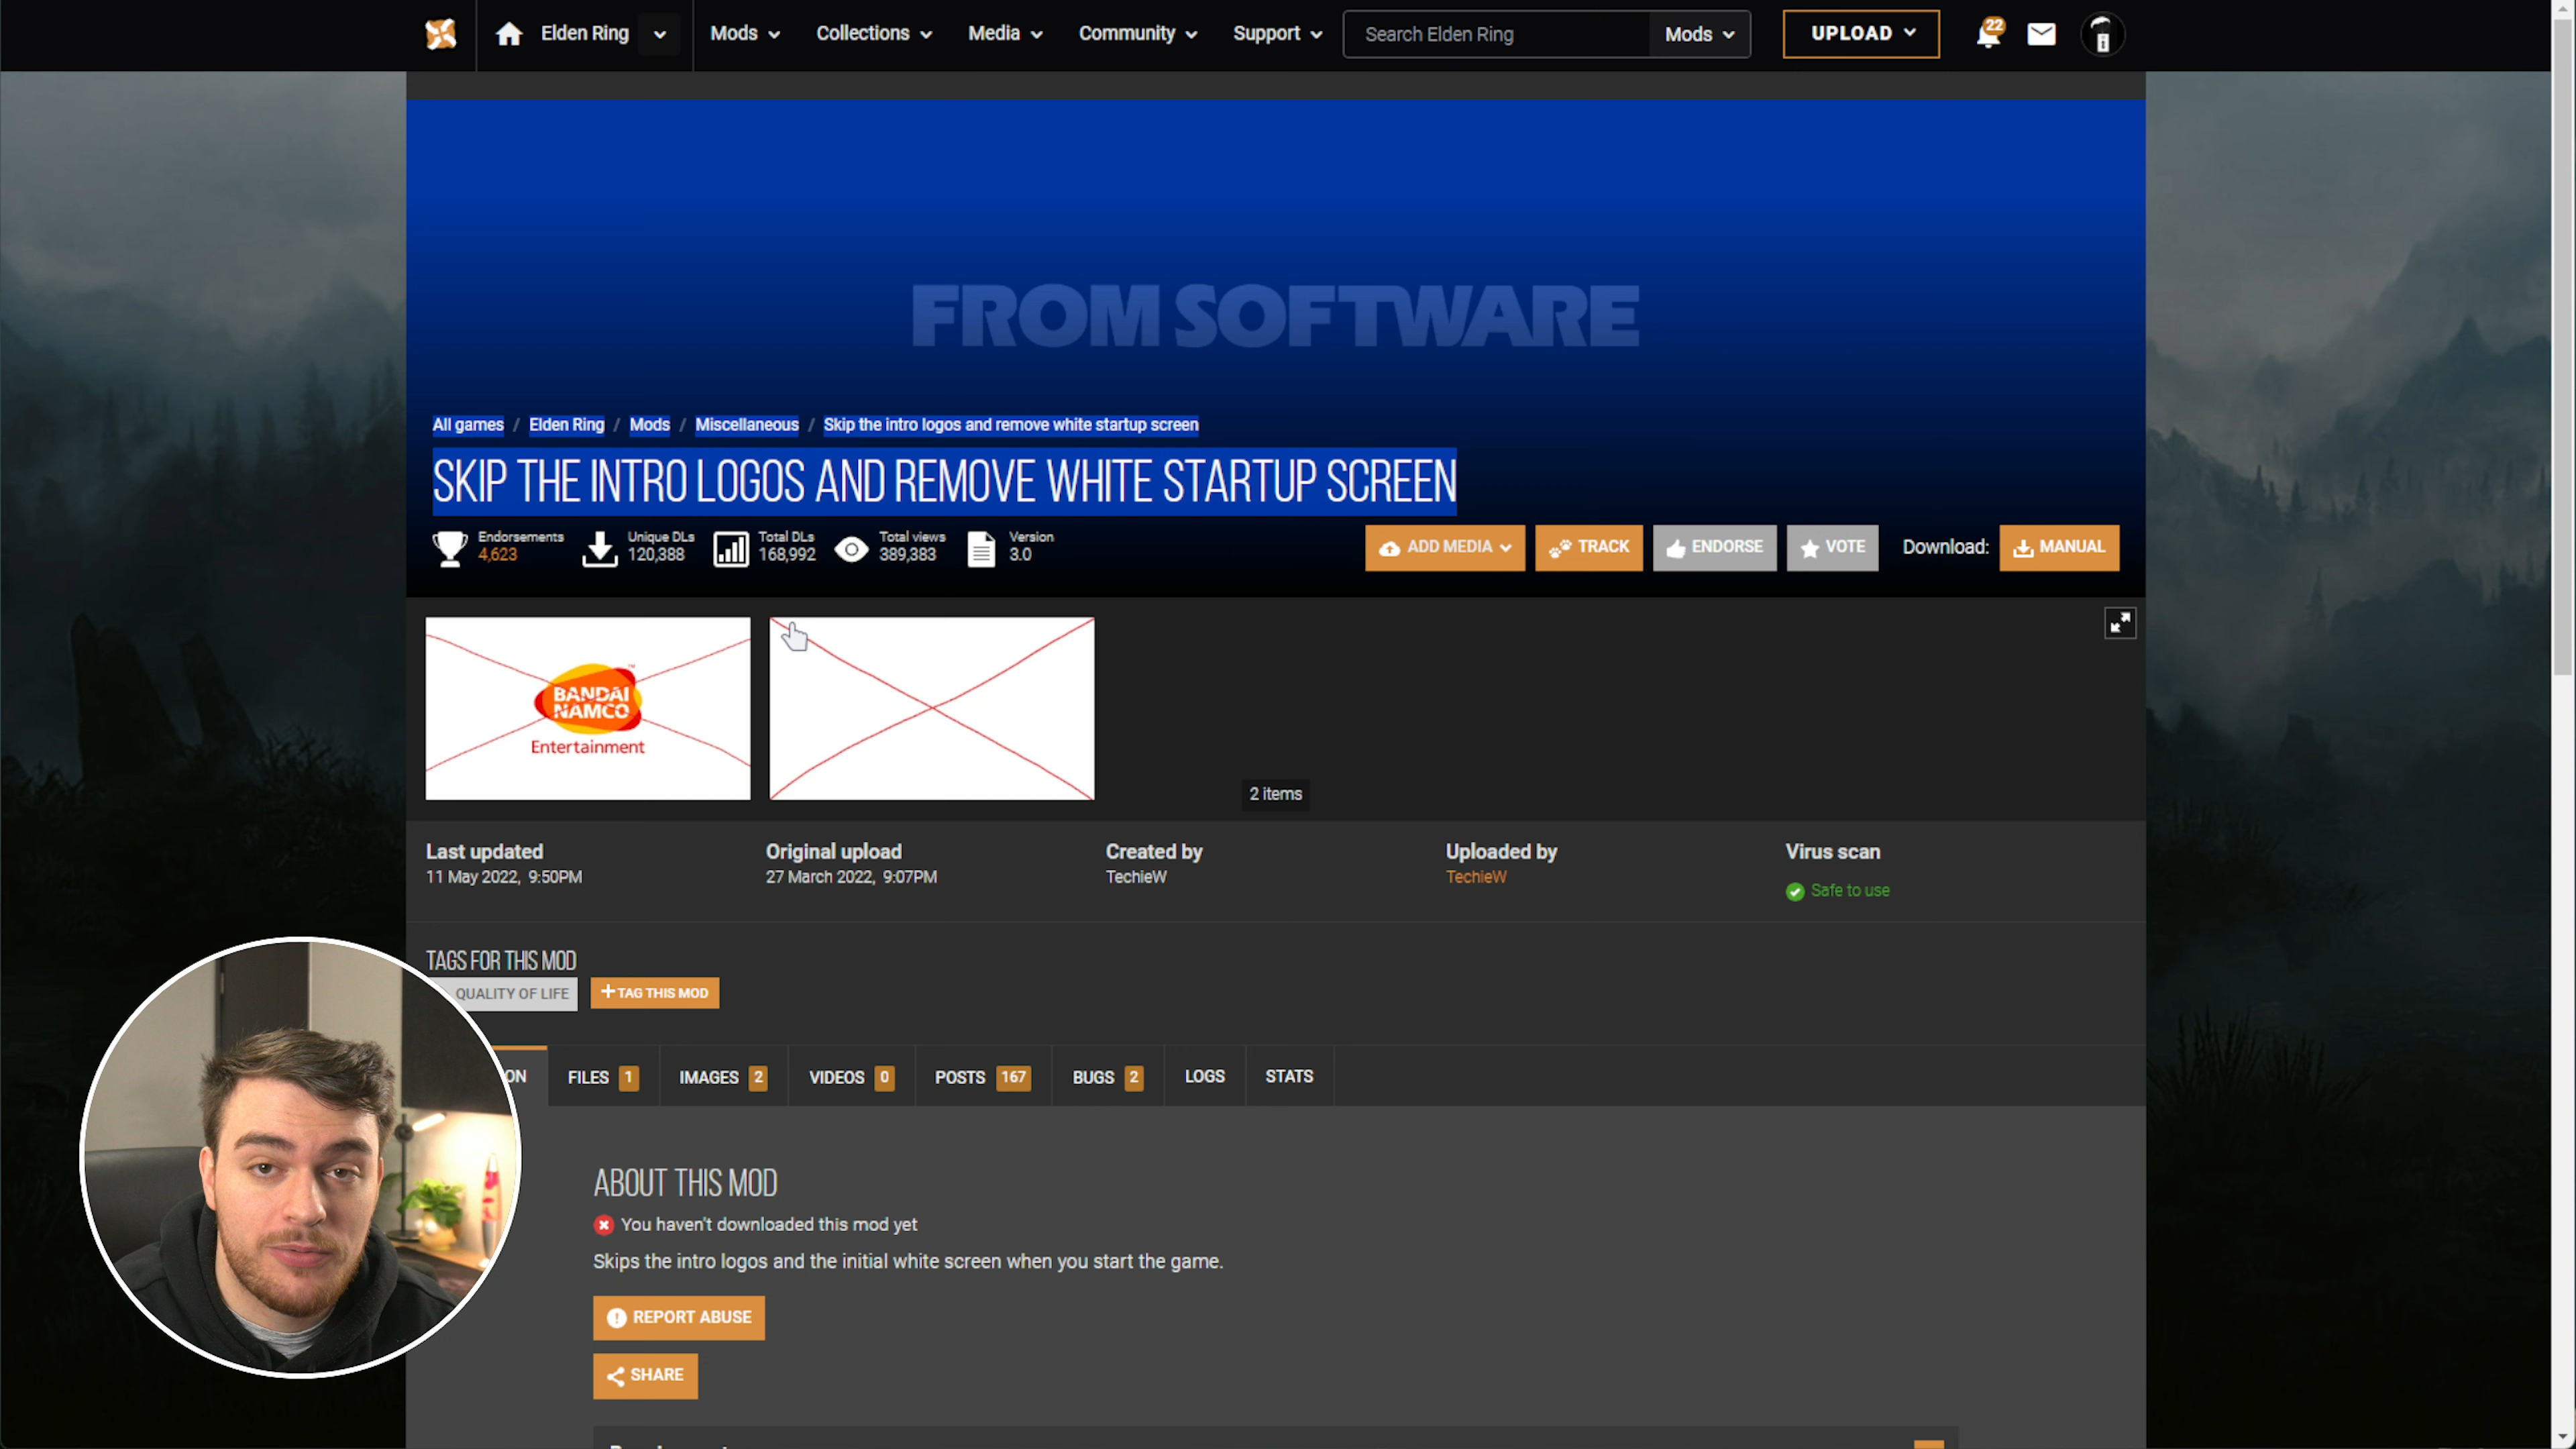 Elden Ring
Mods
Collections
Media
Community
Support
Search Elden Ring
Mods
UPLOAD
22
FROM SOFTWARE
All games / Elden Ring / Mods / Miscellaneous / Skip the intro logos and remove white startup screen
SKIP THE INTRO LOGOS AND REMOVE WHITE STARTUP SCREEN
Endorsements
4,623
Unique DLs
120,388
Total DLs
168,992
Total views
389,383
Version
3.0
ADD MEDIA
TRACK
ENDORSE
VOTE
Download:
MANUAL
BANDAI
NAMCO
Entertainment
2 items
Last updated
11 May 2022, 9:50PM
Original upload
27 March 2022, 9:07PM
Created by
TechieW
Uploaded by
TechieW
Virus scan
Safe to use
TAGS FOR THIS MOD
QUALITY OF LIFE
+TAG THIS MOD
ON
FILES 1
IMAGES 2
VIDEOS 0
POSTS 167
BUGS 2
LOGS
STATS
ABOUT THIS MOD
You haven't downloaded this mod yet
Skips the intro logos and the initial white screen when you start the game.
REPORT ABUSE
SHARE